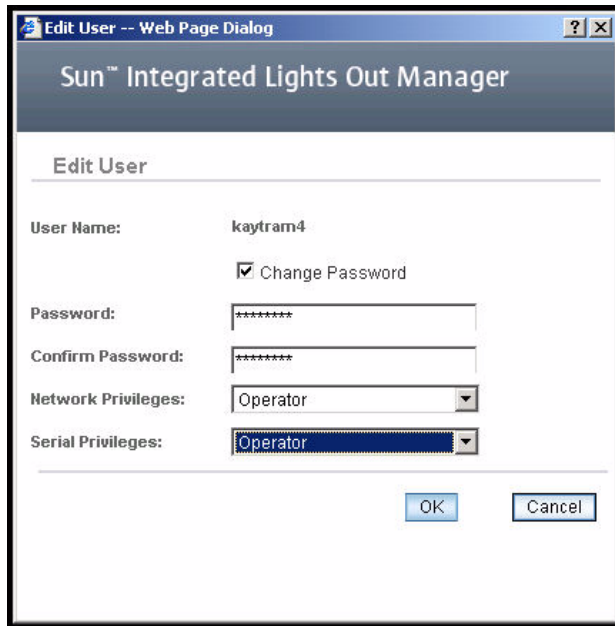 Edit User -- Web Page Dialog
Sun™ Integrated Lights Out Manager
Edit User
User Name: kaytram4
Change Password
Password: ********
Confirm Password: ********
Network Privileges: Operator
Serial Privileges: Operator
OK Cancel